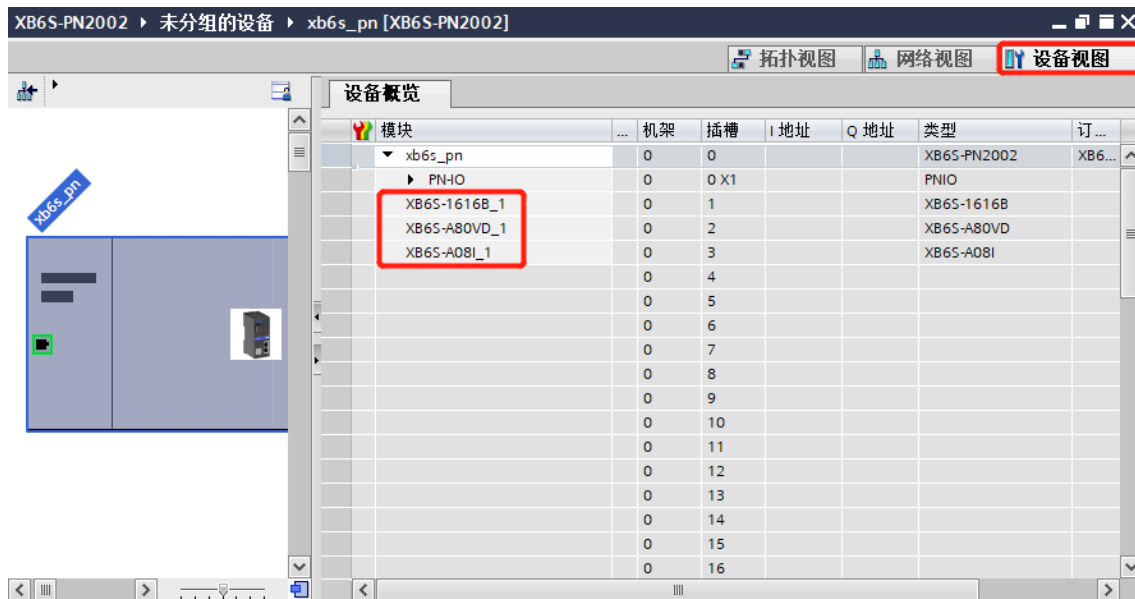 XB6S-PN2002 ▸ 未分组的设备 ▸ xb6s_pn [XB6S-PN2002]
拓扑视图 网络视图 设备视图
设备概览
模块 ... 机架 插槽 I 地址 Q 地址 类型 订...
xb6s_pn 0 0 XB6S-PN2002 XB6...
PN-IO 0 0 X1 PNIO
XB6S-1616B_1 0 1 XB6S-1616B
XB6S-A80VD_1 0 2 XB6S-A80VD
XB6S-A08I_1 0 3 XB6S-A08I
0 4
0 5
0 6
0 7
0 8
0 9
0 10
0 11
0 12
0 13
0 14
0 15
0 16
xb6s_pn